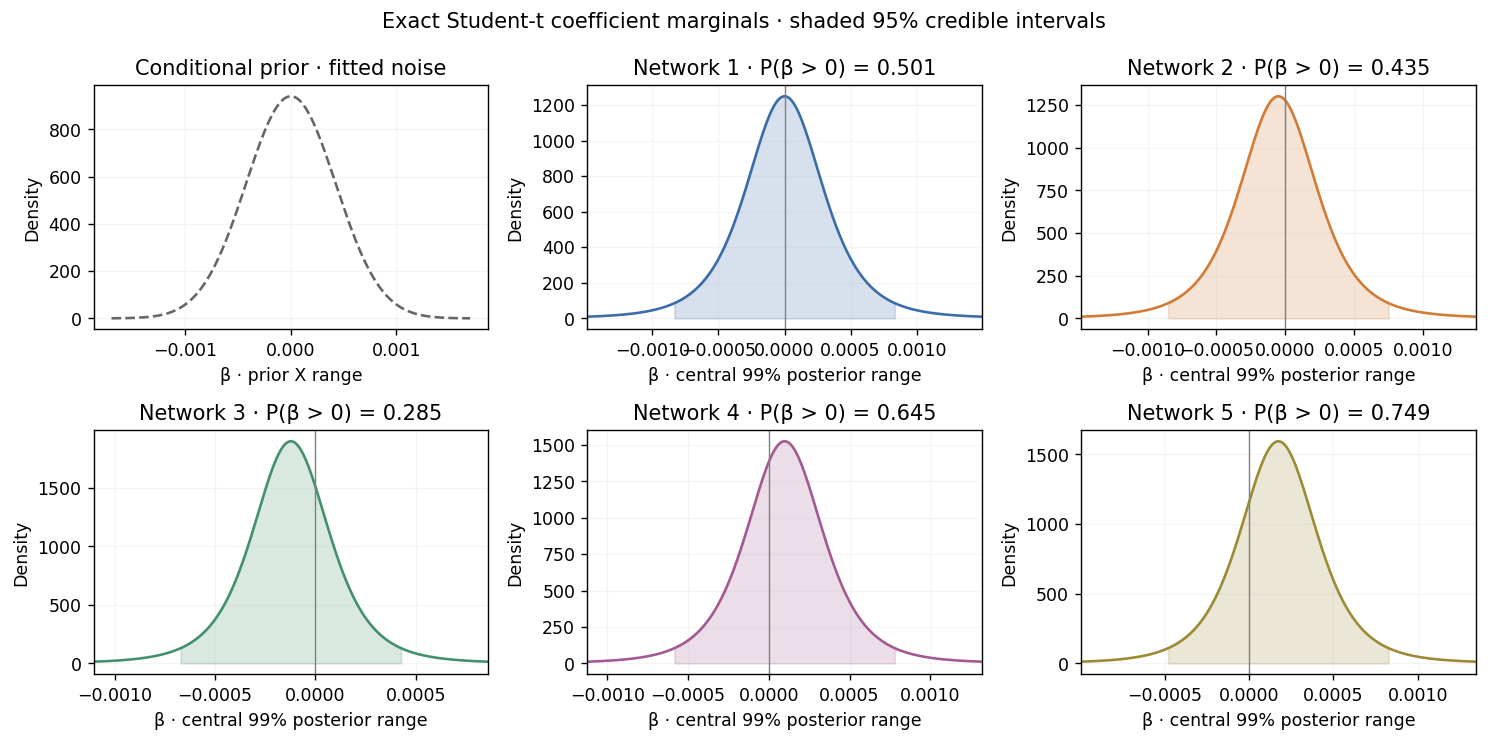 Exact Student-t coefficient marginals · shaded 95% credible intervals
Conditional prior · fitted noise
Density
800
600
400
200
0
−0.001 0.000 0.001
β · prior X range
Network 1 · P(β > 0) = 0.501
Density
1200
1000
800
600
400
200
0
−0.0010 −0.0005 0.0000 0.0005 0.0010
β · central 99% posterior range
Network 2 · P(β > 0) = 0.435
Density
1250
1000
750
500
250
0
−0.0010 −0.0005 0.0000 0.0005 0.0010
β · central 99% posterior range
Network 3 · P(β > 0) = 0.285
Density
1500
1000
500
0
−0.0010 −0.0005 0.0000 0.0005
β · central 99% posterior range
Network 4 · P(β > 0) = 0.645
Density
1500
1250
1000
750
500
250
0
−0.0010 −0.0005 0.0000 0.0005 0.0010
β · central 99% posterior range
Network 5 · P(β > 0) = 0.749
Density
1500
1000
500
0
−0.0005 0.0000 0.0005 0.0010
β · central 99% posterior range